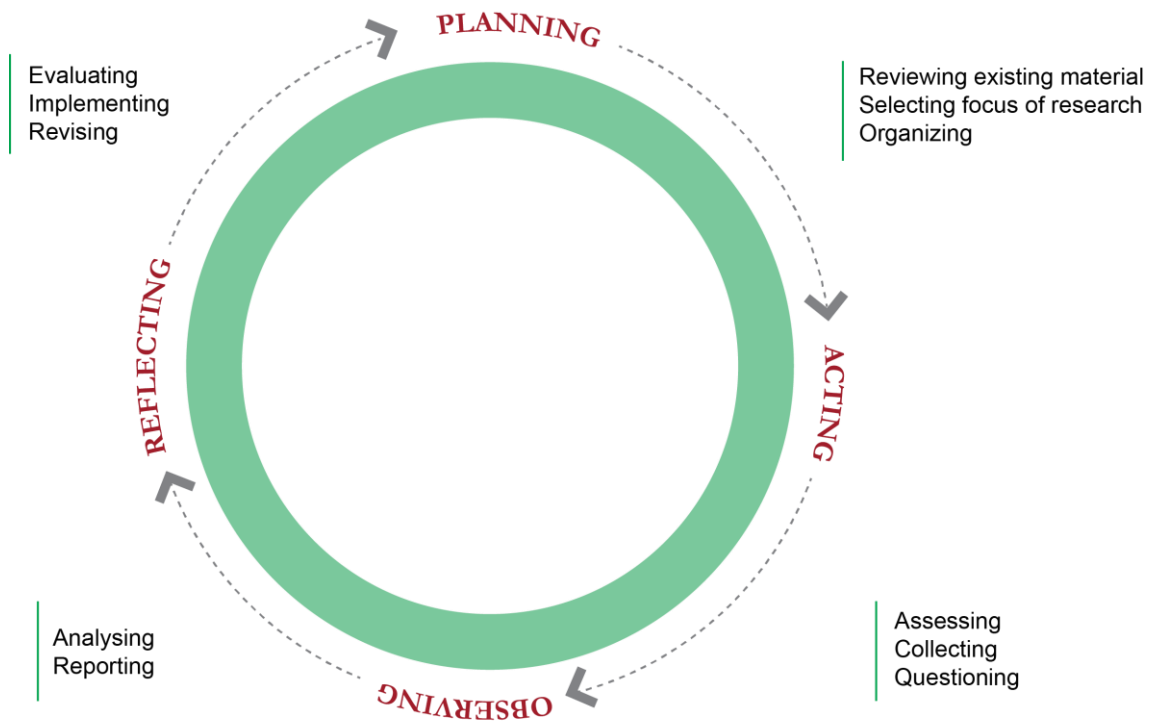 PLANNING
Evaluating
Implementing
Revising
Reviewing existing material
Selecting focus of research
Organizing
REFLECTING
ACTING
Analysing
Reporting
Assessing
Collecting
Questioning
OBSERVING